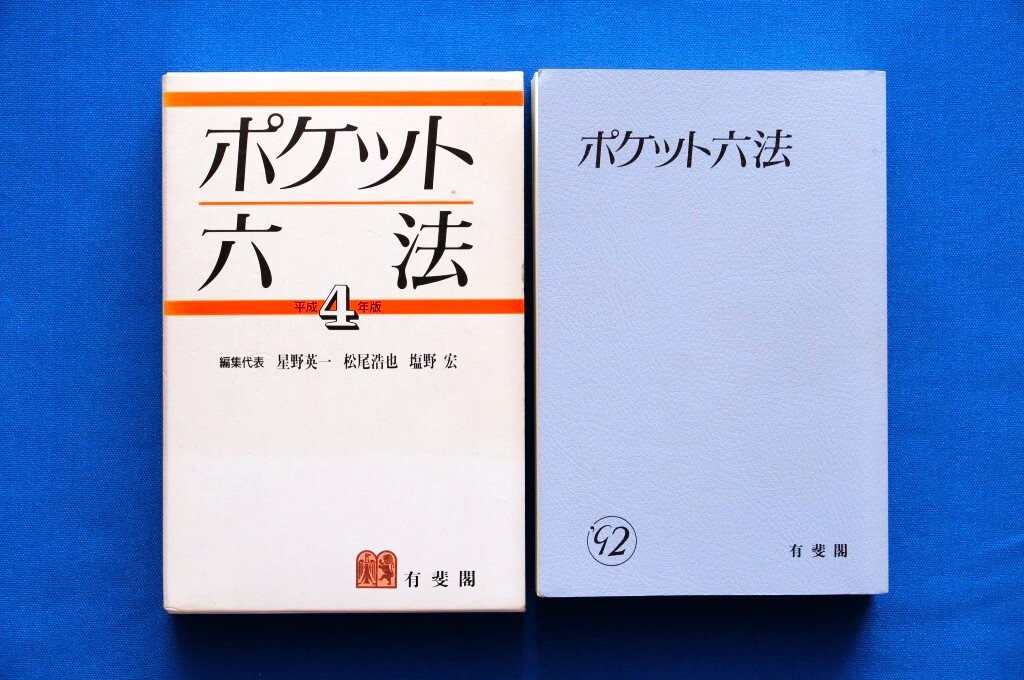 ポケット
六法
平成4年版
編集代表 星野英一 松尾浩也 塩野 宏
有斐閣
ポケット六法
'92
有斐閣